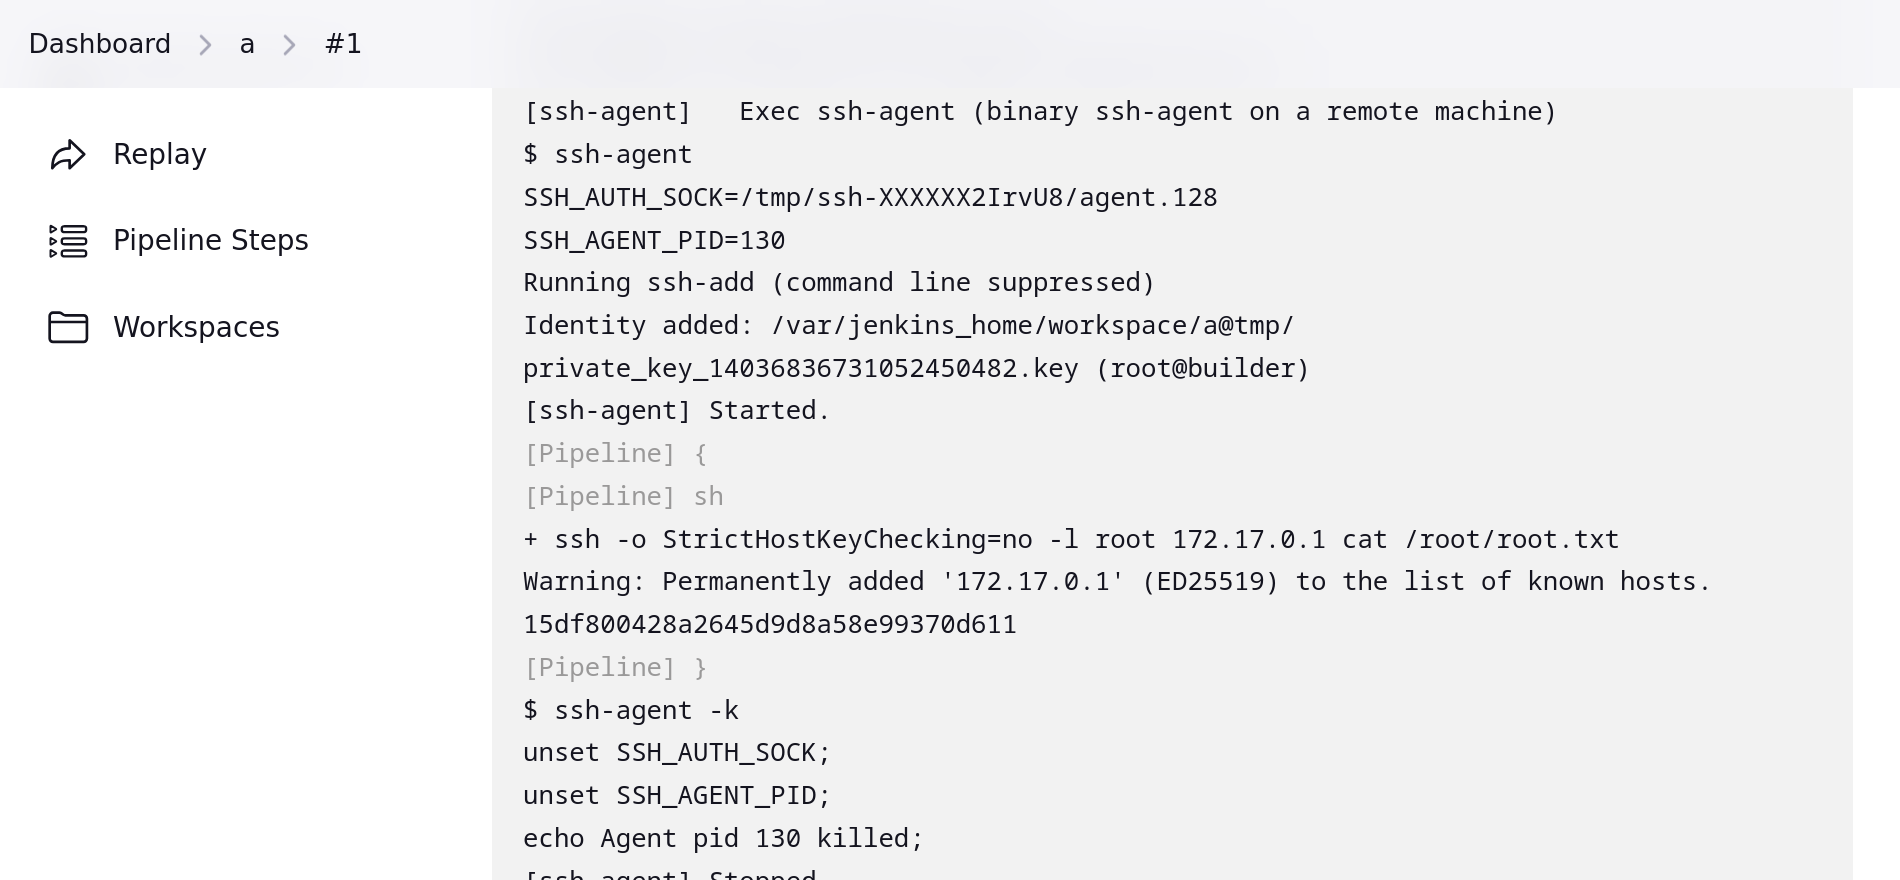 Dashboard > a > #1
Replay
Pipeline Steps
Workspaces
[ssh-agent]   Exec ssh-agent (binary ssh-agent on a remote machine)
$ ssh-agent
SSH_AUTH_SOCK=/tmp/ssh-XXXXXX2IrvU8/agent.128
SSH_AGENT_PID=130
Running ssh-add (command line suppressed)
Identity added: /var/jenkins_home/workspace/a@tmp/
private_key_14036836731052450482.key (root@builder)
[ssh-agent] Started.
[Pipeline] {
[Pipeline] sh
+ ssh -o StrictHostKeyChecking=no -l root 172.17.0.1 cat /root/root.txt
Warning: Permanently added '172.17.0.1' (ED25519) to the list of known hosts.
15df800428a2645d9d8a58e99370d611
[Pipeline] }
$ ssh-agent -k
unset SSH_AUTH_SOCK;
unset SSH_AGENT_PID;
echo Agent pid 130 killed;
[ssh-agent] Stopped.